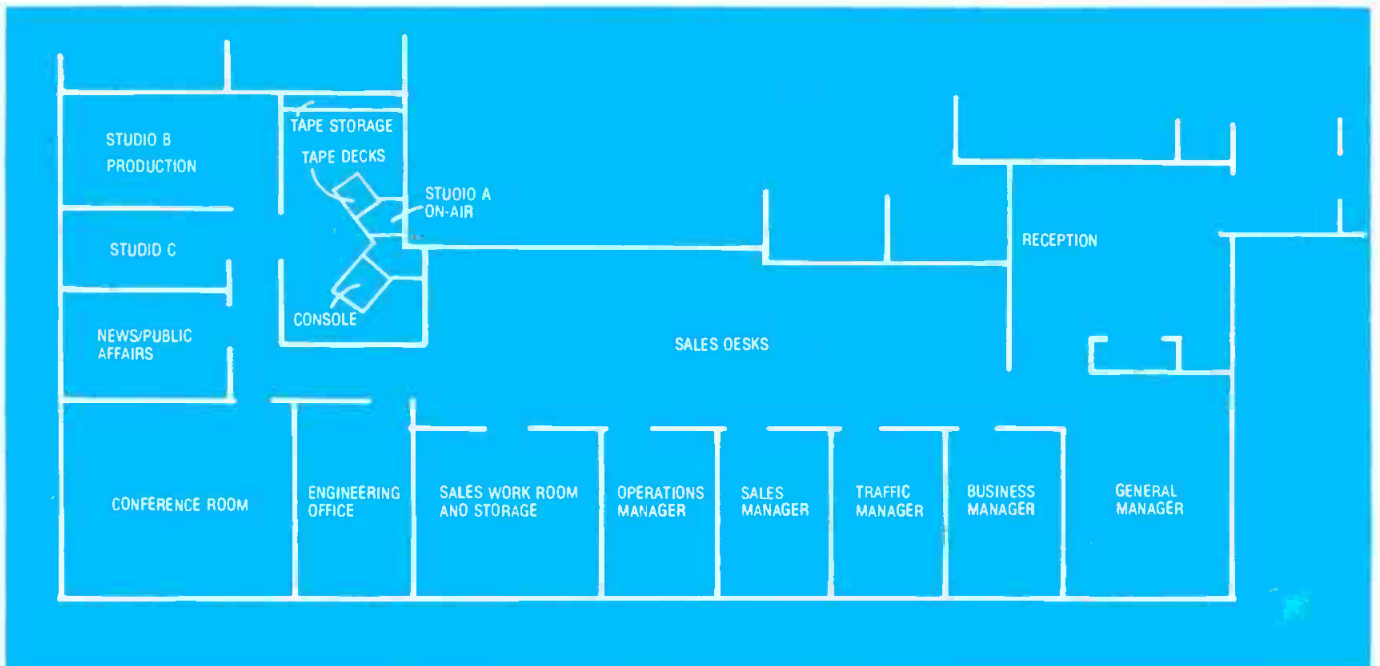 TAPE STORAGE
STUDIO B
PRODUCTION
TAPE DECKS
STUDIO A
ON-AIR
STUDIO C
RECEPTION
CONSOLE
NEWS/PUBLIC
AFFAIRS
SALES DESKS
CONFERENCE ROOM
ENGINEERING
OFFICE
SALES WORK ROOM
AND STORAGE
OPERATIONS
MANAGER
SALES
MANAGER
TRAFFIC
MANAGER
BUSINESS
MANAGER
GENERAL
MANAGER